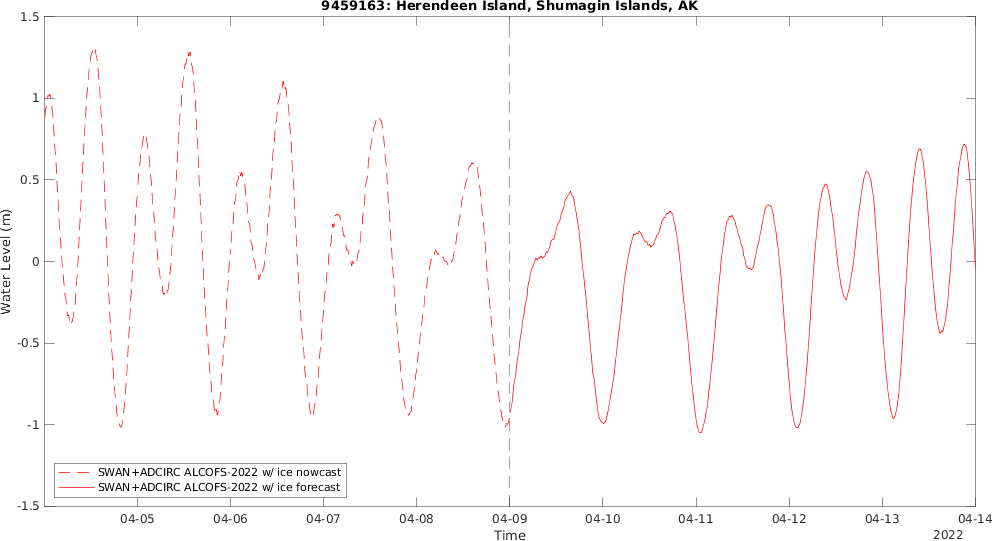 9459163: Herendeen Island, Shumagin Islands, AK
1.5
1
0.5
0
-0.5
-1
-1.5
Water Level (m)
SWAN+ADCIRC ALCOFS-2022 w/ ice nowcast
SWAN+ADCIRC ALCOFS-2022 w/ ice forecast
04-05 04-06 04-07 04-08 04-09 04-10 04-11 04-12 04-13 04-14
Time
2022